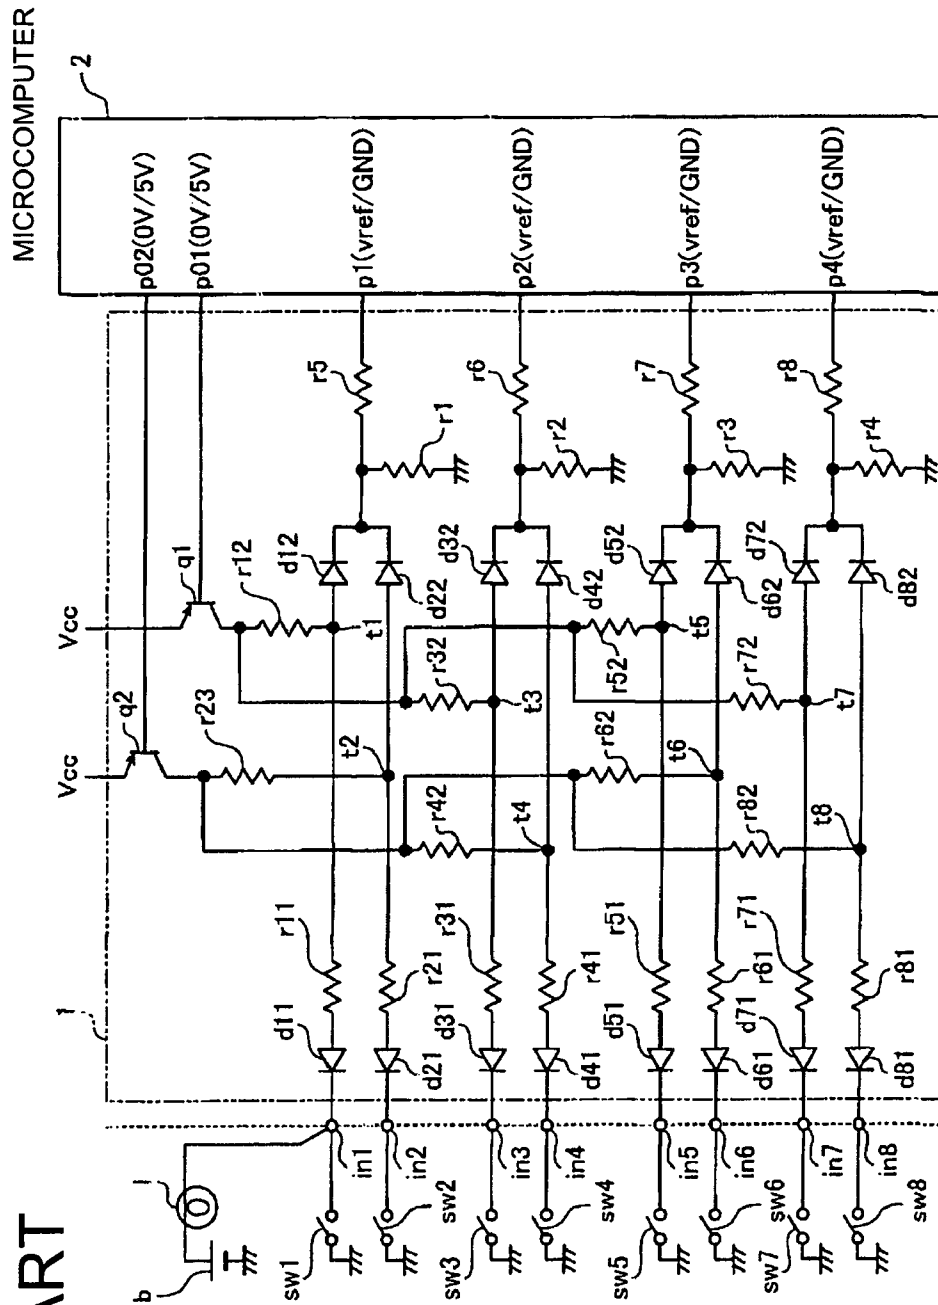 MICROCOMPUTER
2
p02(0V/5V)
p01(0V/5V)
p1(vref/GND)
p2(vref/GND)
p3(vref/GND)
p4(vref/GND)
r5
r6
r7
r8
r1
r2
r3
r4
Vcc
q1
r12
d12
d22
d32
d42
d52
d62
d72
d82
t1
r32
t3
r52
t5
r72
t7
Vcc
q2
r23
t2
r42
t4
r62
t6
r82
t8
1
r11
r21
r31
r41
r51
r61
r71
r81
d11
d21
d31
d41
d51
d61
d71
d81
in1
in2
in3
in4
in5
in6
in7
in8
l
b
sw1
sw2
sw3
sw4
sw5
sw6
sw7
sw8
ART